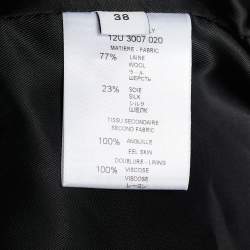 38
12U 3007 020
MATIERE - FABRIC
77% LAINE
WOOL
ウール
ШЕРСТЬ
23% SOIE
SILK
シルク
ШЕЛК
TISSU SECONDAIRE
SECOND FABRIC
100% ANGUILLE
EEL SKIN
DOUBLURE - LINING
100% VISCOSE
VISCOSE
レーヨン